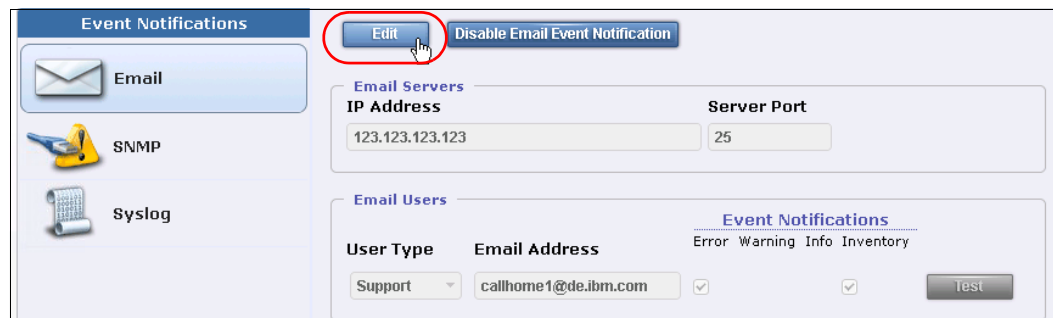 Event Notifications
Email
SNMP
Syslog
Edit
Disable Email Event Notification
Email Servers
IP Address Server Port
123.123.123.123 25
Email Users
Event Notifications
User Type Email Address Error Warning Info Inventory
Support callhome1@de.ibm.com Test